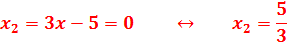 x₂ = 3x − 5 = 0 ↔ x₂ = 5/3